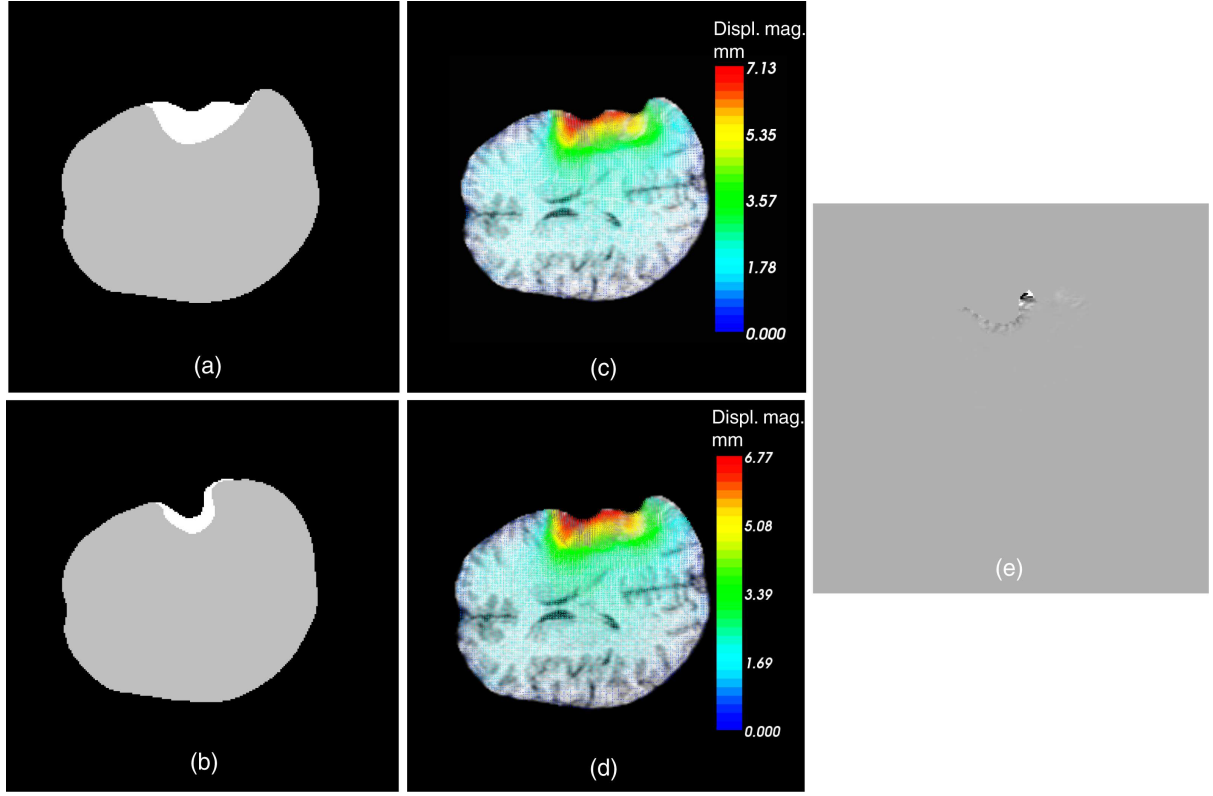 (a)
Displ. mag.
mm
7.13
5.35
3.57
1.78
0.000
(c)
(b)
Displ. mag.
mm
6.77
5.08
3.39
1.69
0.000
(d)
(e)